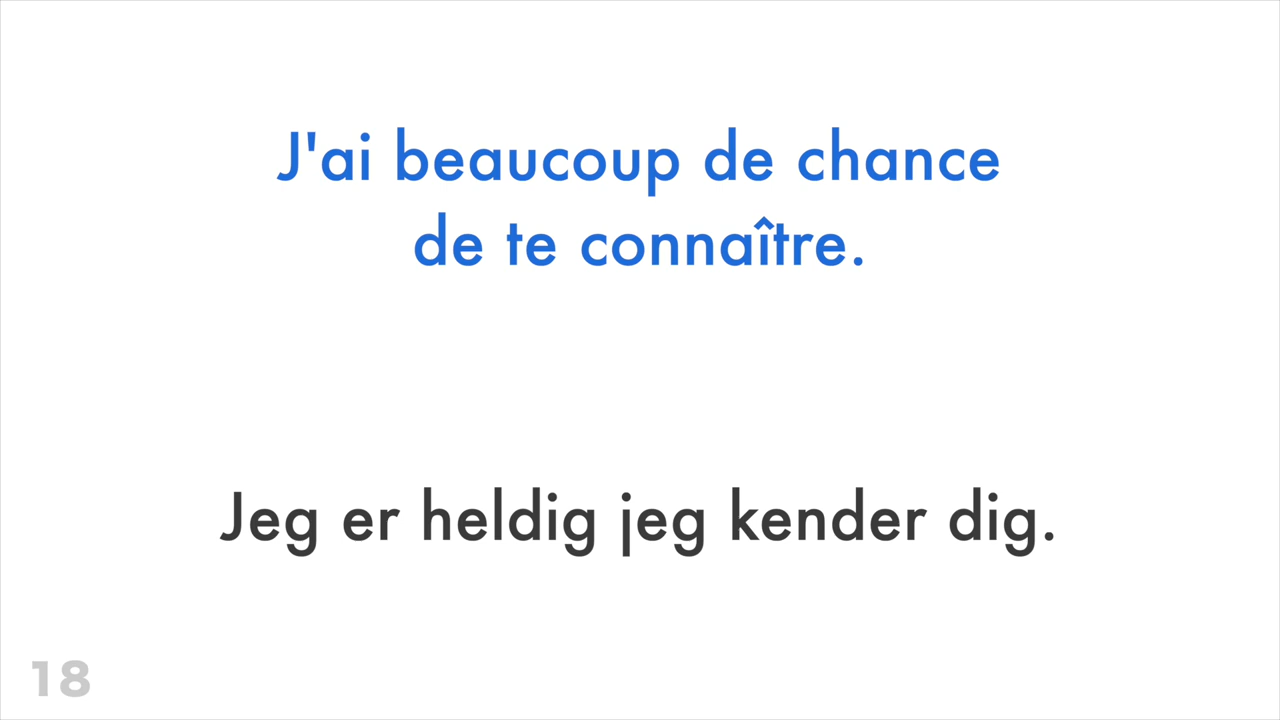 J'ai beaucoup de chance
de te connaître.
Jeg er heldig jeg kender dig.
18